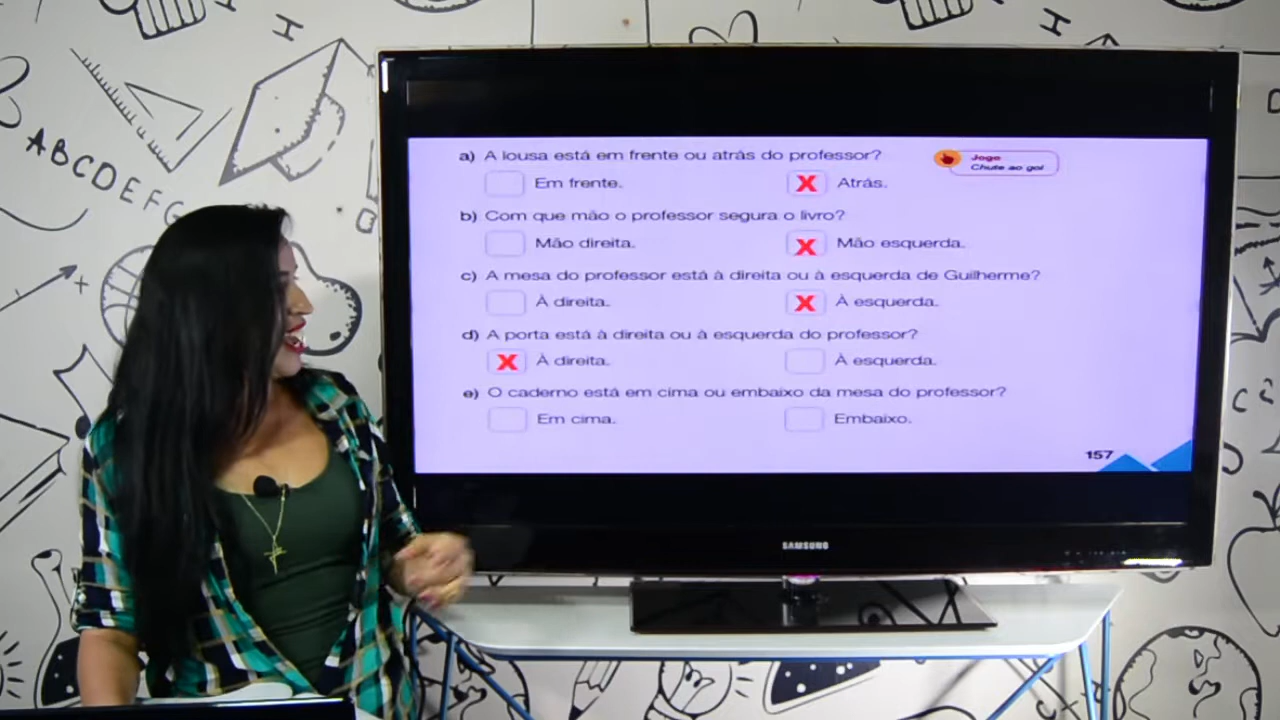 ABCDEFG
a) A lousa está em frente ou atrás do professor?
Jogo
Chute ao gol
Em frente.
X Atrás.
b) Com que mão o professor segura o livro?
Mão direita.
X Mão esquerda.
c) A mesa do professor está à direita ou à esquerda de Guilherme?
À direita.
X À esquerda.
d) A porta está à direita ou à esquerda do professor?
X À direita.
À esquerda.
e) O caderno está em cima ou embaixo da mesa do professor?
Em cima.
Embaixo.
157
SAMSUNG